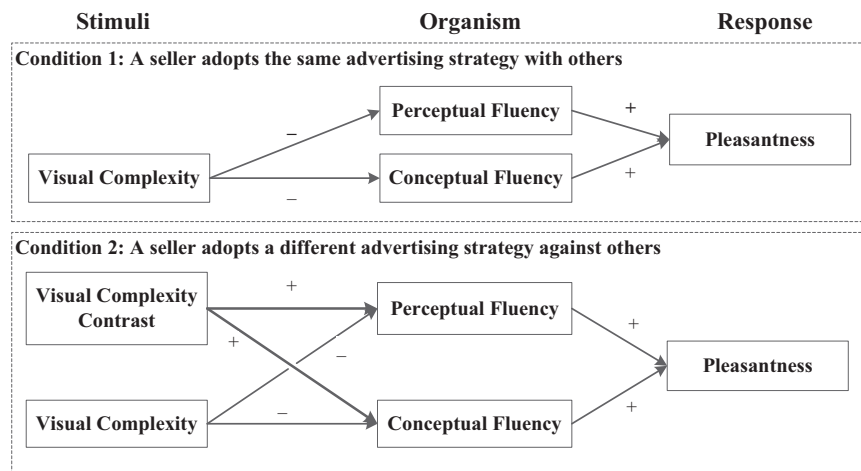 Stimuli Organism Response
Condition 1: A seller adopts the same advertising strategy with others
Perceptual Fluency
+
−
Pleasantness
Visual Complexity
Conceptual Fluency
+
−
Condition 2: A seller adopts a different advertising strategy against others
Visual Complexity
Contrast
+
Perceptual Fluency
+
+
−
Pleasantness
Visual Complexity
−
Conceptual Fluency
+